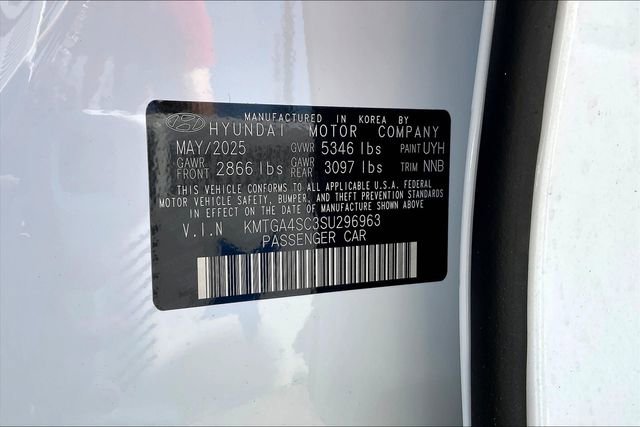 MANUFACTURED IN KOREA BY
HYUNDAI MOTOR COMPANY
MAY/2025 GVWR 5346 lbs PAINT UYH
GAWR FRONT 2866 lbs GAWR REAR 3097 lbs TRIM NNB
THIS VEHICLE CONFORMS TO ALL APPLICABLE U.S.A. FEDERAL
MOTOR VEHICLE SAFETY, BUMPER, AND THEFT PREVENTION STANDARDS
IN EFFECT ON THE DATE OF MANUFACTURE SHOWN ABOVE.
V.I.N KMTGA4SC3SU296963
PASSENGER CAR